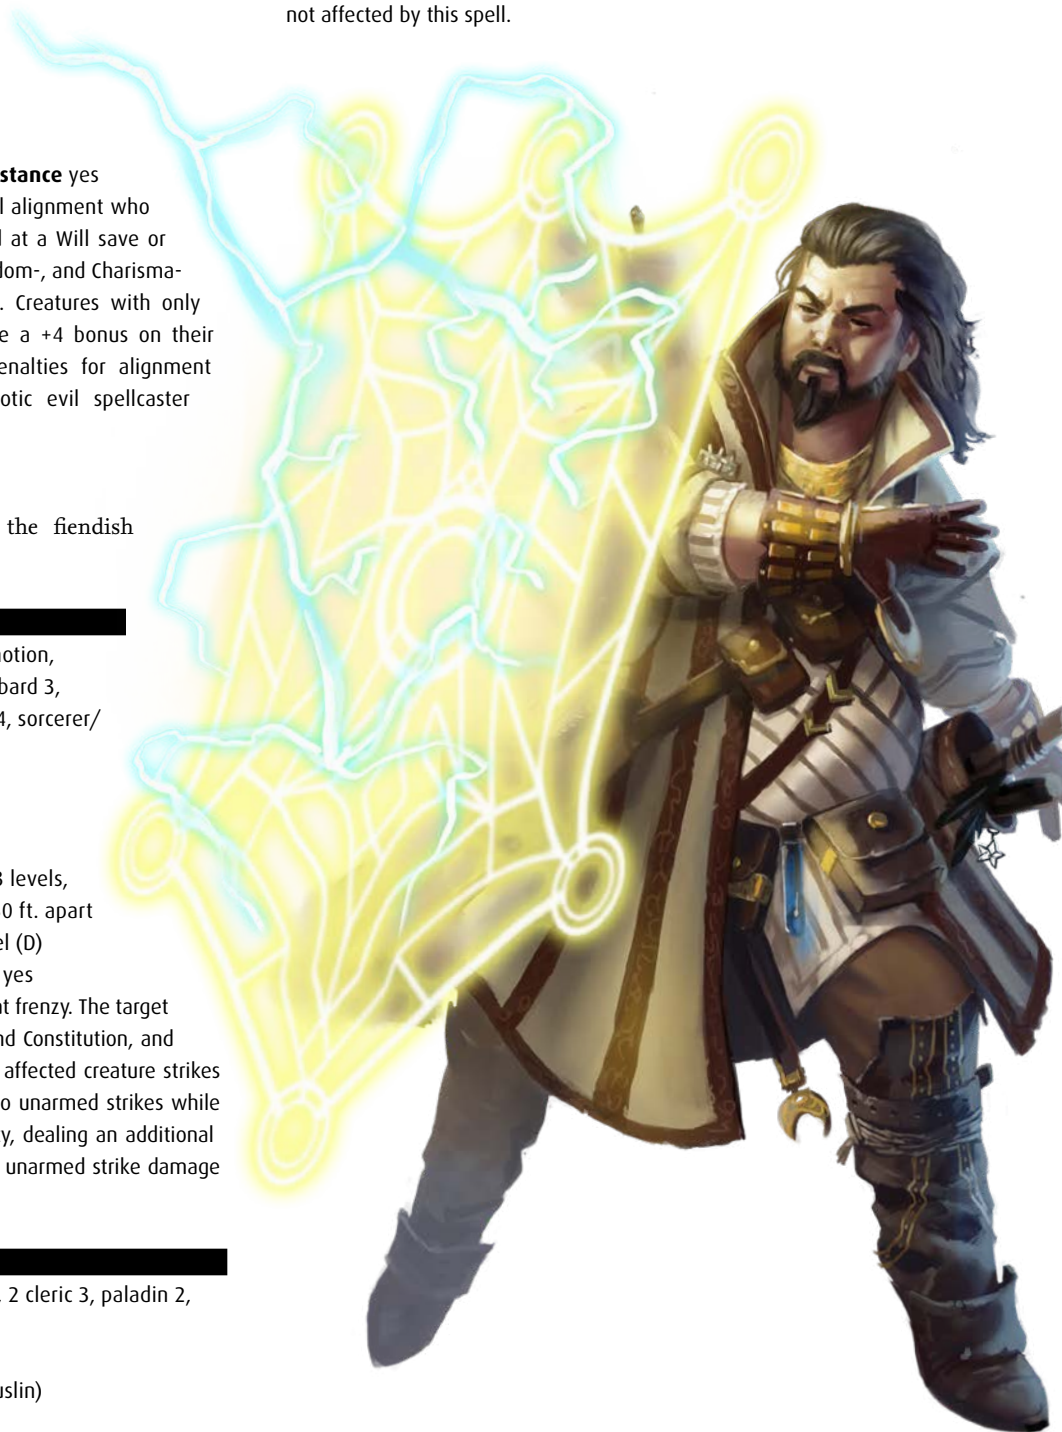 not affected by this spell.
stance yes
l alignment who
l at a Will save or
dom-, and Charisma-
. Creatures with only
e a +4 bonus on their
enalties for alignment
otic evil spellcaster
the fiendish
notion,
bard 3,
4, sorcerer/
3 levels,
0 ft. apart
el (D)
yes
at frenzy. The target
nd Constitution, and
affected creature strikes
o unarmed strikes while
y, dealing an additional
unarmed strike damage
2 cleric 3, paladin 2,
uslin)